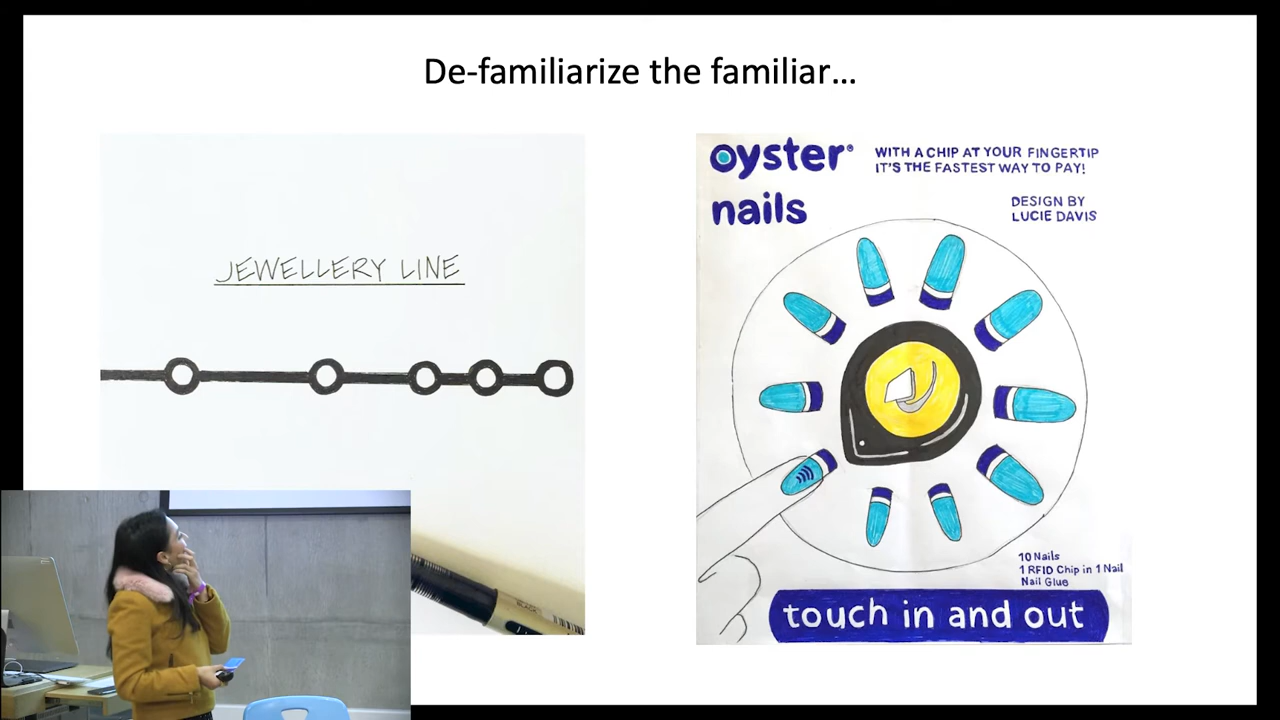 De-familiarize the familiar...
JEWELLERY LINE
oyster®
nails
WITH A CHIP AT YOUR FINGERTIP
IT'S THE FASTEST WAY TO PAY!
DESIGN BY
LUCIE DAVIS
10 Nails
1 RFID Chip in 1 Nail
Nail Glue
touch in and out
BLACK